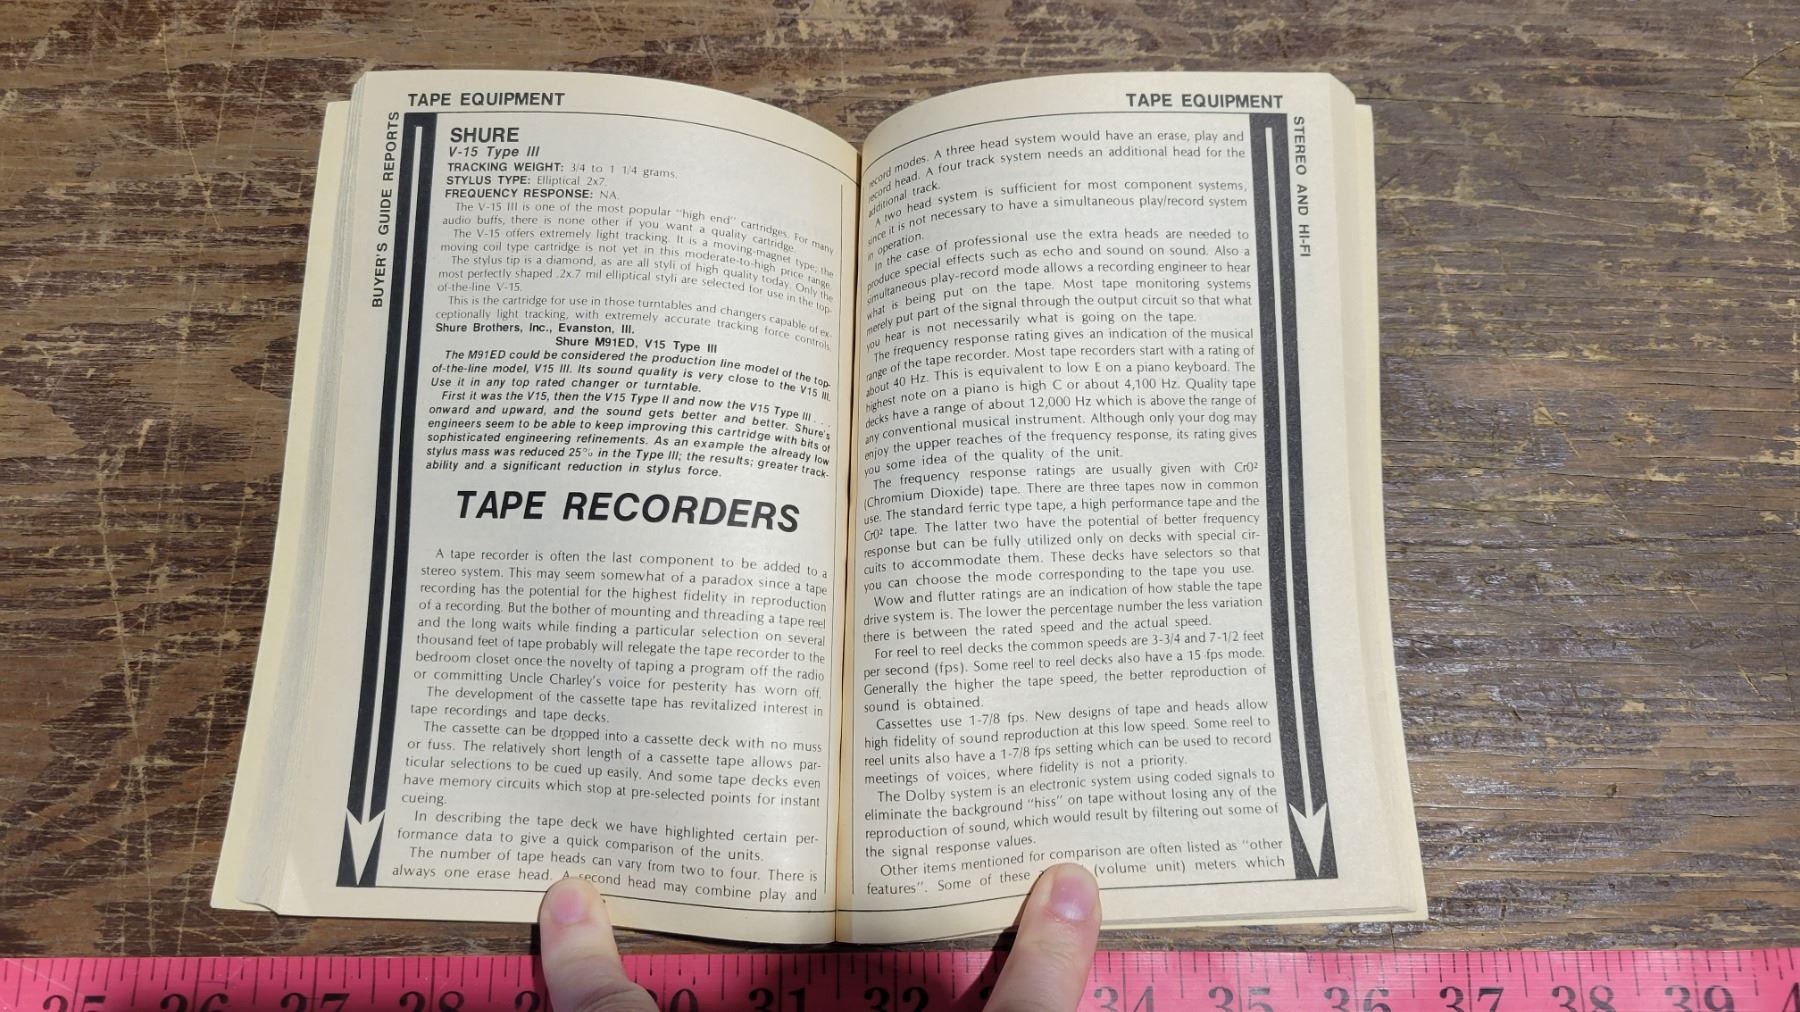 TAPE EQUIPMENT
BUYER'S GUIDE REPORTS
SHURE
V-15 Type III
TRACKING WEIGHT: 3/4 to 1 1/4 grams.
STYLUS TYPE: Elliptical 2x7.
FREQUENCY RESPONSE: NA.
The V-15 III is one of the most popular "high end" cartridges. For many
audio buffs, there is none other if you want a quality cartridge.
The V-15 offers extremely light tracking. It is a moving-magnet type; the
moving coil type cartridge is not yet in this moderate-to-high price range.
The stylus tip is a diamond, as are all styli of high quality today. Only the
most perfectly shaped .2x.7 mil elliptical styli are selected for use in the top-
of-the-line V-15.
This is the cartridge for use in those turntables and changers capable of ex-
ceptionally light tracking, with extremely accurate tracking force controls.
Shure Brothers, Inc., Evanston, Ill.
Shure M91ED, V15 Type III
The M91ED could be considered the production line model of the top-
of-the-line model, V15 III. Its sound quality is very close to the V15 III.
Use it in any top rated changer or turntable.
First it was the V15, then the V15 Type II and now the V15 Type III . . .
onward and upward, and the sound gets better and better. Shure's
engineers seem to be able to keep improving this cartridge with bits of
sophisticated engineering refinements. As an example the already low
stylus mass was reduced 25% in the Type III; the results; greater track-
ability and a significant reduction in stylus force.
TAPE RECORDERS
A tape recorder is often the last component to be added to a
stereo system. This may seem somewhat of a paradox since a tape
recording has the potential for the highest fidelity in reproduction
of a recording. But the bother of mounting and threading a tape reel
and the long waits while finding a particular selection on several
thousand feet of tape probably will relegate the tape recorder to the
bedroom closet once the novelty of taping a program off the radio
or committing Uncle Charley's voice for pesterity has worn off.
The development of the cassette tape has revitalized interest in
tape recordings and tape decks.
The cassette can be dropped into a cassette deck with no muss
or fuss. The relatively short length of a cassette tape allows par-
ticular selections to be cued up easily. And some tape decks even
have memory circuits which stop at pre-selected points for instant
cueing.
In describing the tape deck we have highlighted certain per-
formance data to give a quick comparison of the units.
The number of tape heads can vary from two to four. There is
always one erase head. A second head may combine play and
TAPE EQUIPMENT
STEREO AND HI-FI
record modes. A three head system would have an erase, play and
record head. A four track system needs an additional head for the
additional track.
A two head system is sufficient for most component systems,
since it is not necessary to have a simultaneous play/record system
in operation.
In the case of professional use the extra heads are needed to
produce special effects such as echo and sound on sound. Also a
simultaneous play-record mode allows a recording engineer to hear
what is being put on the tape. Most tape monitoring systems
merely put part of the signal through the output circuit so that what
you hear is not necessarily what is going on the tape.
The frequency response rating gives an indication of the musical
range of the tape recorder. Most tape recorders start with a rating of
about 40 Hz. This is equivalent to low E on a piano keyboard. The
highest note on a piano is high C or about 4,100 Hz. Quality tape
decks have a range of about 12,000 Hz which is above the range of
any conventional musical instrument. Although only your dog may
enjoy the upper reaches of the frequency response, its rating gives
you some idea of the quality of the unit.
The frequency response ratings are usually given with Cr0²
(Chromium Dioxide) tape. There are three tapes now in common
use. The standard ferric type tape, a high performance tape and the
Cr0² tape. The latter two have the potential of better frequency
response but can be fully utilized only on decks with special cir-
cuits to accommodate them. These decks have selectors so that
you can choose the mode corresponding to the tape you use.
Wow and flutter ratings are an indication of how stable the tape
drive system is. The lower the percentage number the less variation
there is between the rated speed and the actual speed.
For reel to reel decks the common speeds are 3-3/4 and 7-1/2 feet
per second (fps). Some reel to reel decks also have a 15 fps mode.
Generally the higher the tape speed, the better reproduction of
sound is obtained.
Cassettes use 1-7/8 fps. New designs of tape and heads allow
high fidelity of sound reproduction at this low speed. Some reel to
reel units also have a 1-7/8 fps setting which can be used to record
meetings of voices, where fidelity is not a priority.
The Dolby system is an electronic system using coded signals to
eliminate the background "hiss" on tape without losing any of the
reproduction of sound, which would result by filtering out some of
the signal response values.
Other items mentioned for comparison are often listed as "other
features". Some of these (volume unit) meters which
25 26 27 28 29 30 31 32 34 35 36 37 38 39